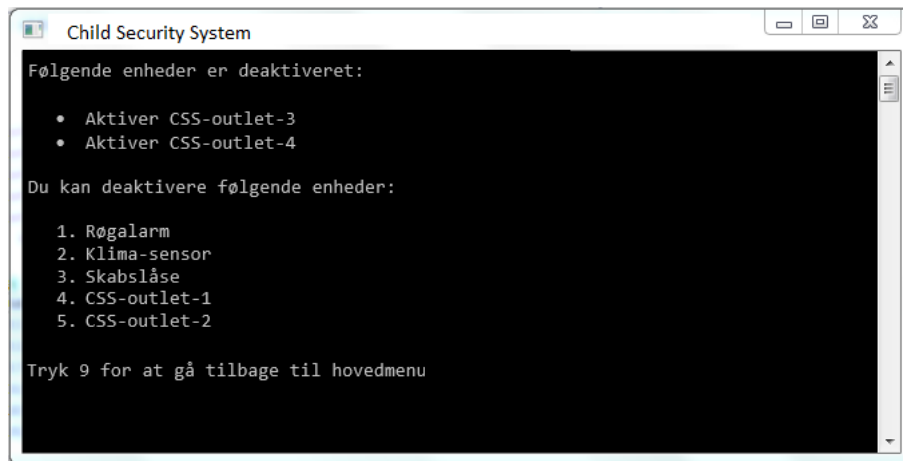 Child Security System
Følgende enheder er deaktiveret:
• Aktiver CSS-outlet-3
• Aktiver CSS-outlet-4
Du kan deaktivere følgende enheder:
1. Røgalarm
2. Klima-sensor
3. Skabslåse
4. CSS-outlet-1
5. CSS-outlet-2
Tryk 9 for at gå tilbage til hovedmenu